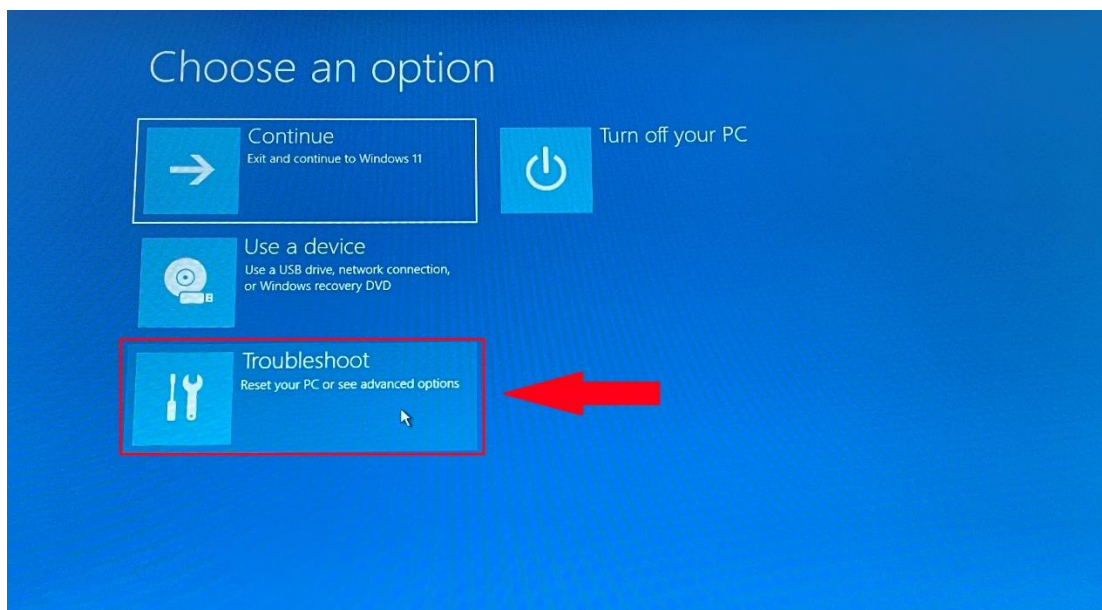 Choose an option
Continue
Exit and continue to Windows 11
Turn off your PC
Use a device
Use a USB drive, network connection,
or Windows recovery DVD
Troubleshoot
Reset your PC or see advanced options